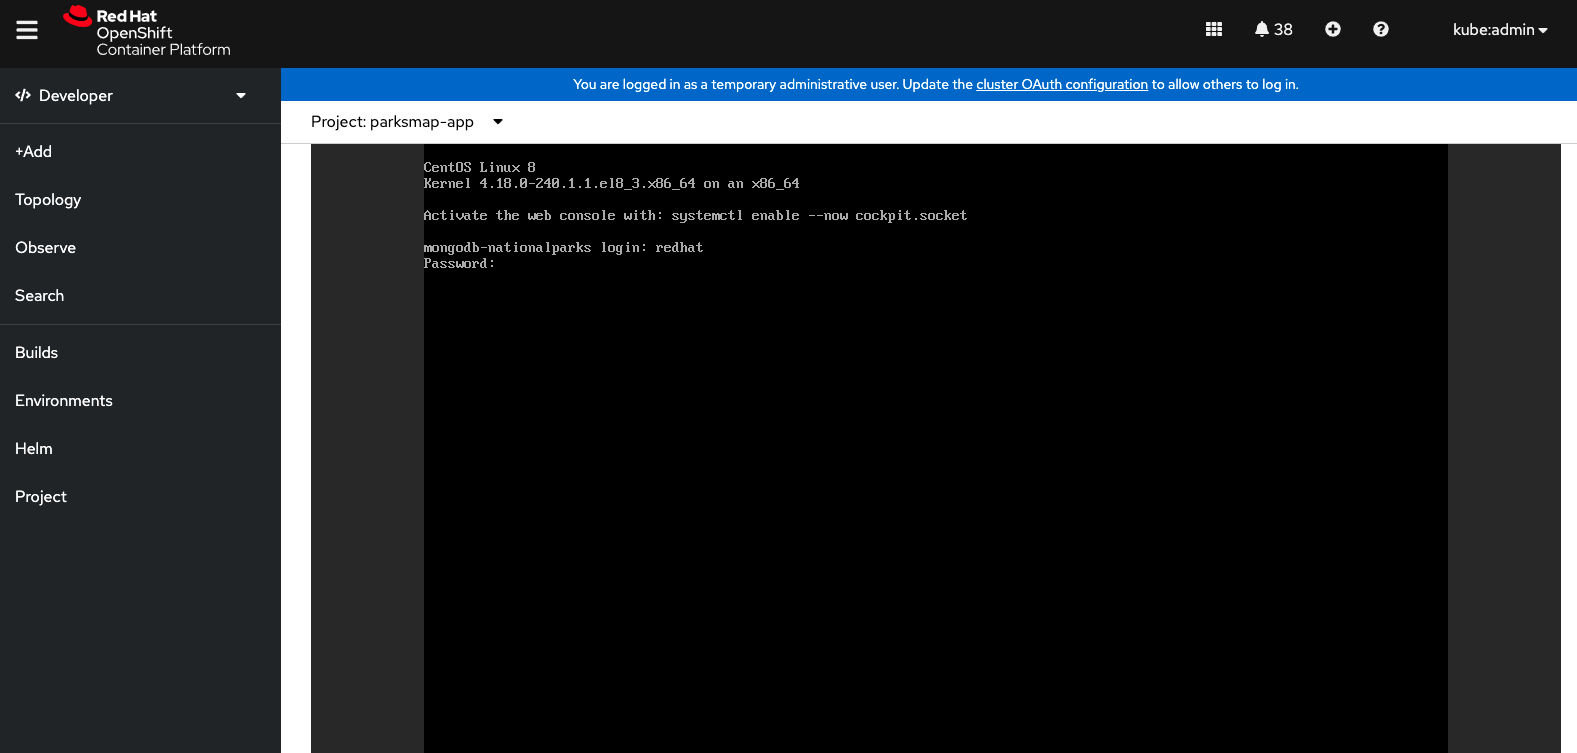 Red Hat
OpenShift
Container Platform
38
kube:admin
Developer
You are logged in as a temporary administrative user. Update the cluster OAuth configuration to allow others to log in.
Project: parksmap-app
+Add
Topology
Observe
Search
Builds
Environments
Helm
Project
CentOS Linux 8
Kernel 4.18.0-240.1.1.el8_3.x86_64 on an x86_64
Activate the web console with: systemctl enable --now cockpit.socket
mongodb-nationalparks login: redhat
Password: